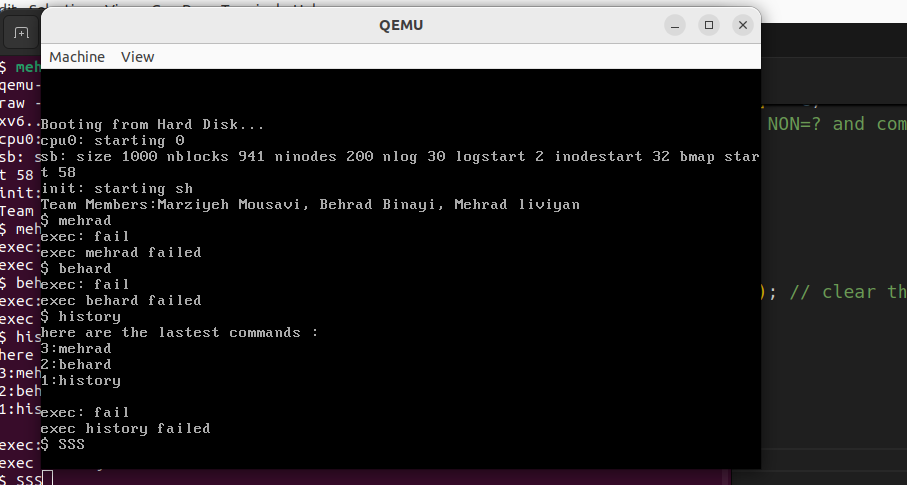 QEMU
Machine View
Booting from Hard Disk...
cpu0: starting 0
sb: size 1000 nblocks 941 ninodes 200 nlog 30 logstart 2 inodestart 32 bmap star
t 58
init: starting sh
Team Members:Marziyeh Mousavi, Behrad Binayi, Mehrad liviyan
$ mehrad
exec: fail
exec mehrad failed
$ behard
exec: fail
exec behard failed
$ history
here are the lastest commands :
3:mehrad
2:behard
1:history
exec: fail
exec history failed
$ SSS
$ meh
qemu-
raw -
xv6..
cpu0:
sb: s
t 58
init:
Team
$ meh
exec:
exec
$ beh
exec:
exec
$ his
here
3:meh
2:beh
1:his
exec:
exec
$ SSS
NON=? and com
); // clear th